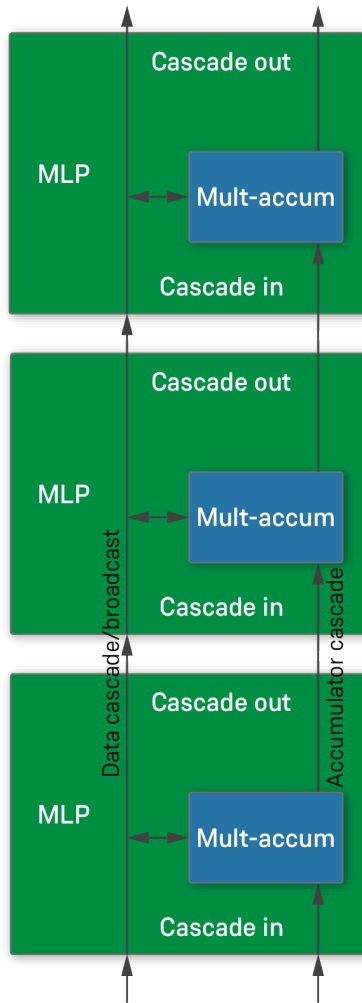 Cascade out
MLP
Mult-accum
Cascade in
Cascade out
MLP
Mult-accum
Cascade in
Data cascade/broadcast
Accumulator cascade
Cascade out
MLP
Mult-accum
Cascade in